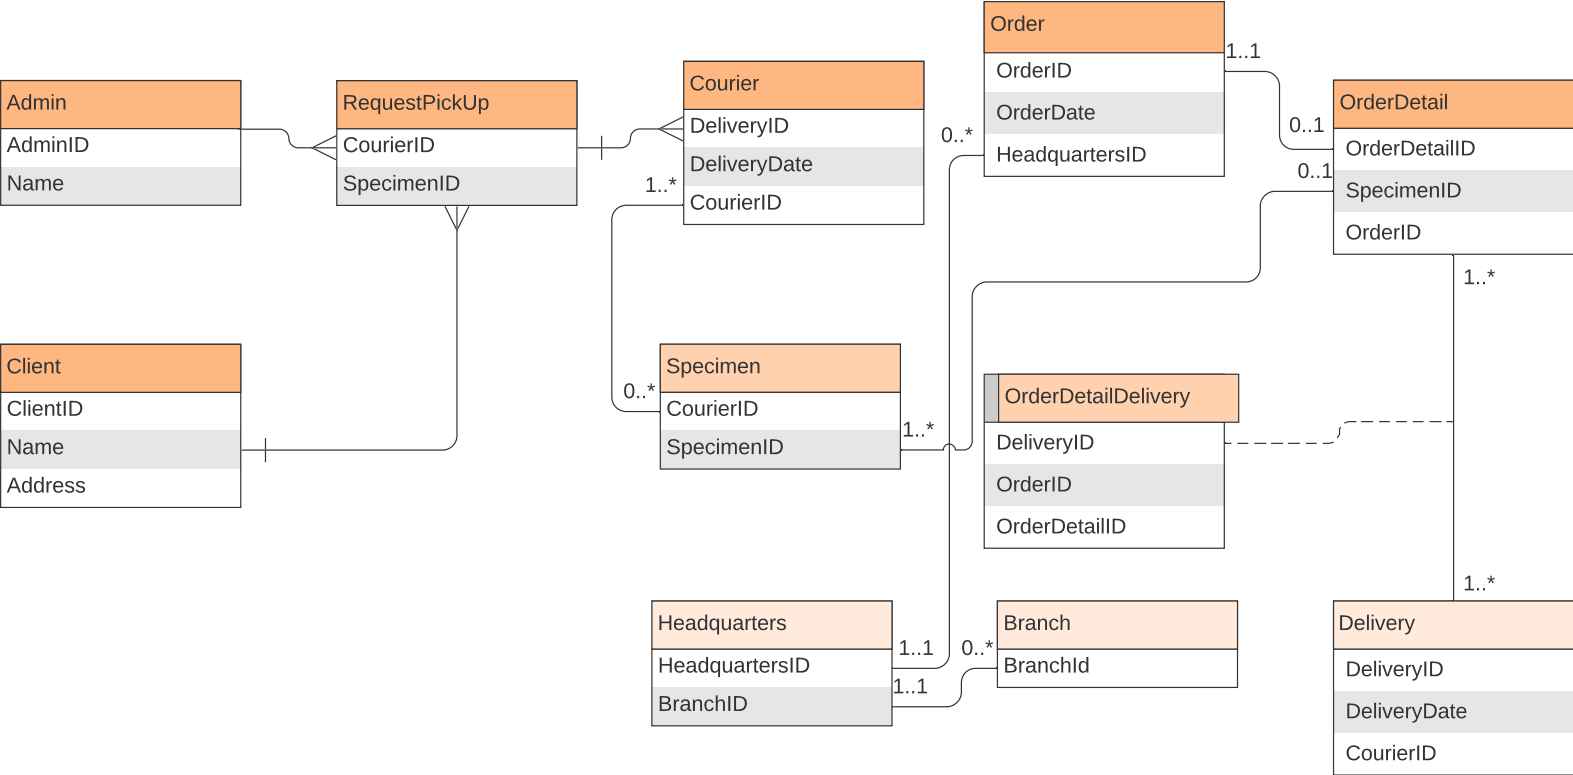 Admin
AdminID
Name
RequestPickUp
CourierID
SpecimenID
Courier
DeliveryID
DeliveryDate
CourierID
1..*
Order
OrderID
OrderDate
HeadquartersID
1..1
0..*
0..1
OrderDetail
OrderDetailID
SpecimenID
OrderID
0..1
1..*
Client
ClientID
Name
Address
Specimen
CourierID
SpecimenID
0..*
1..*
OrderDetailDelivery
DeliveryID
OrderID
OrderDetailID
1..*
Headquarters
HeadquartersID
BranchID
1..1
1..1
0..*
Branch
BranchId
Delivery
DeliveryID
DeliveryDate
CourierID